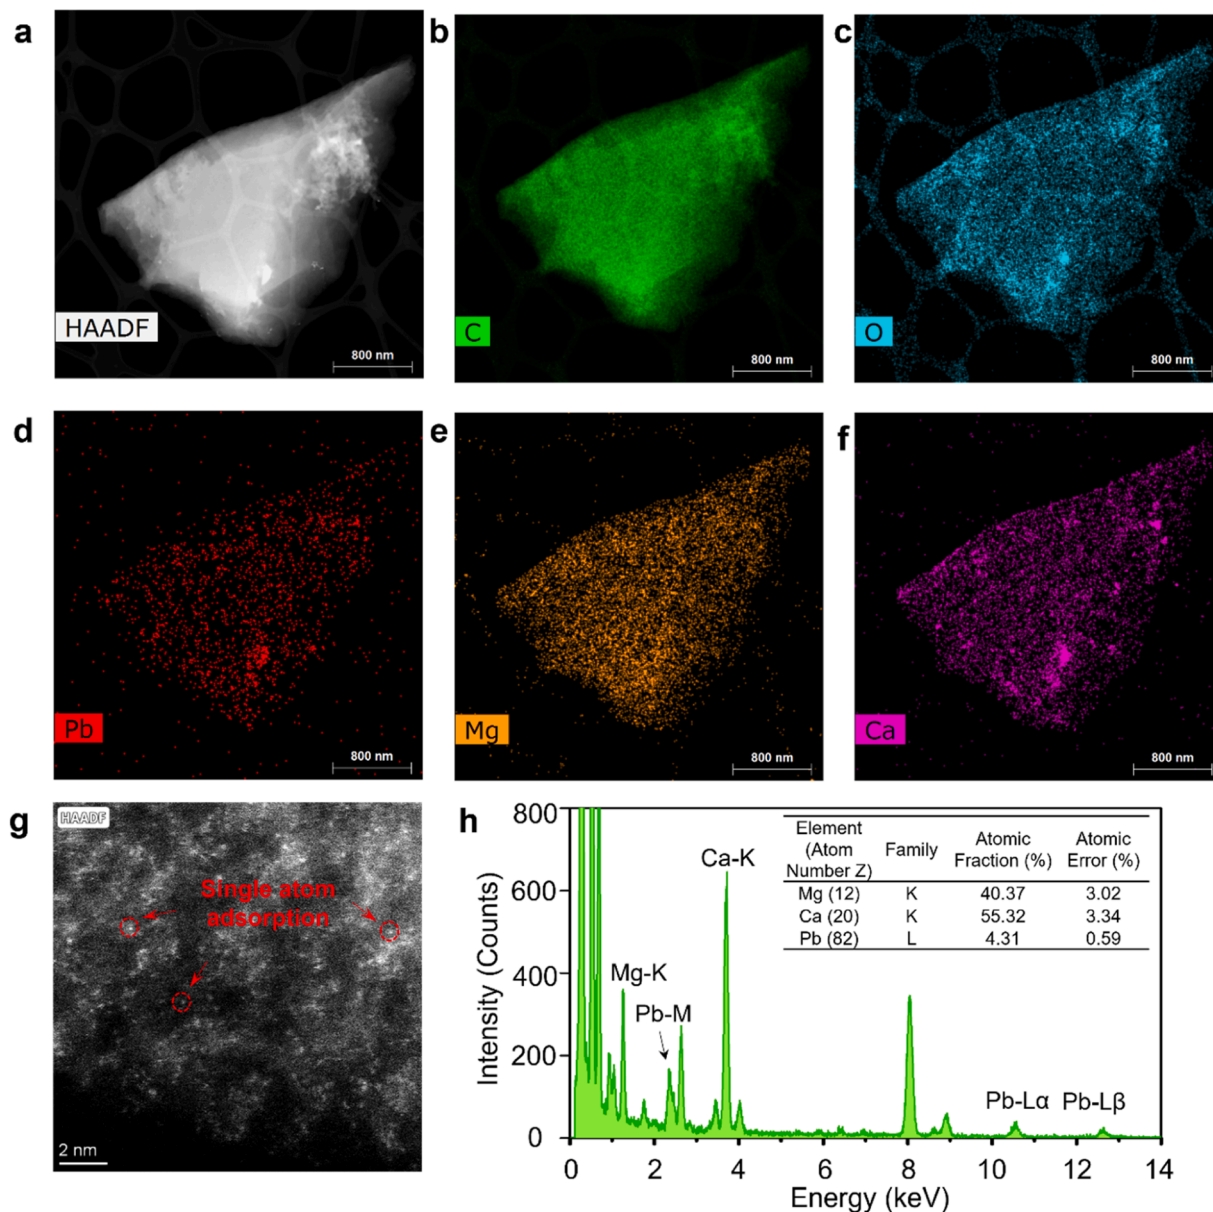 a
b
c
HAADF
800 nm
C
800 nm
O
800 nm
d
e
f
Pb
800 nm
Mg
800 nm
Ca
800 nm
g
HAADF
Single atom
adsorption
2 nm
h
800
600
400
200
0
Intensity (Counts)
Ca-K
Mg-K
Pb-M
Pb-Lα Pb-Lβ
Element
(Atom
Number Z)
Family
Atomic
Fraction (%)
Atomic
Error (%)
Mg (12) K 40.37 3.02
Ca (20) K 55.32 3.34
Pb (82) L 4.31 0.59
0 2 4 6 8 10 12 14
Energy (keV)